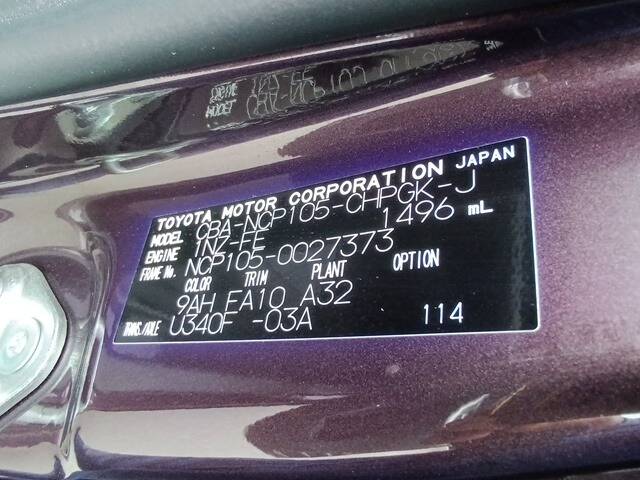 TOYOTA MOTOR CORPORATION JAPAN
MODEL CBA-NCP105-CHPGK-J
ENGINE 1NZ-FE 1496 mL
FRAME No. NCP105-0027373
COLOR TRIM PLANT OPTION
9AH FA10 A32
TRANS./AXLE U340F -03A 114